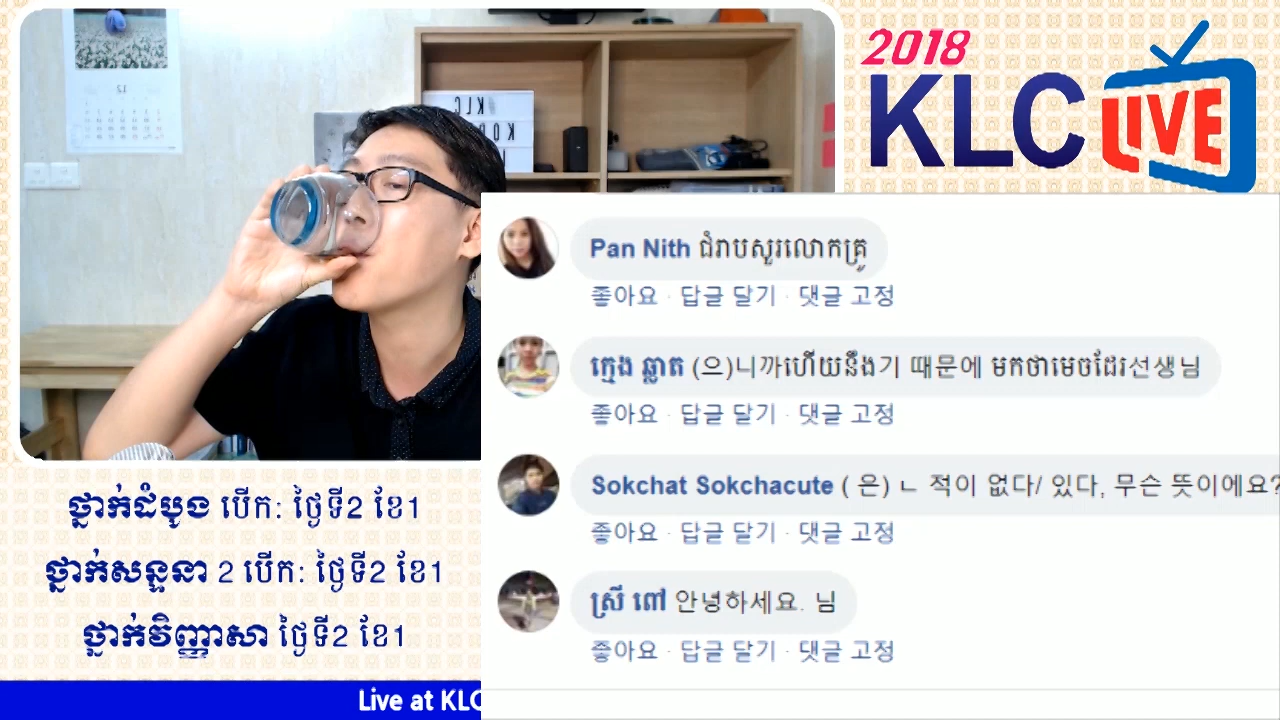 2018
KLC LIVE
KLC
KOD
12
Pan Nith ជំរាបសួរលោកគ្រូ
좋아요 · 답글 달기 · 댓글 고정
ក្មេង ឆ្លាត (으)니까ហើយនឹង기 때문에 មកថាមេចដែរ선생님
좋아요 · 답글 달기 · 댓글 고정
Sokchat Sokchacute ( 은) ㄴ 적이 없다/ 있다, 무슨 뜻이에요?
좋아요 · 답글 달기 · 댓글 고정
ស្រី ពៅ 안녕하세요. 님
좋아요 · 답글 달기 · 댓글 고정
ថ្នាក់ដំបូង បើក: ថ្ងៃទី2 ខែ1
ថ្នាក់សន្ទនា 2 បើក: ថ្ងៃទី2 ខែ1
ថ្នាក់វិញ្ញាសា ថ្ងៃទី2 ខែ1
Live at KLC